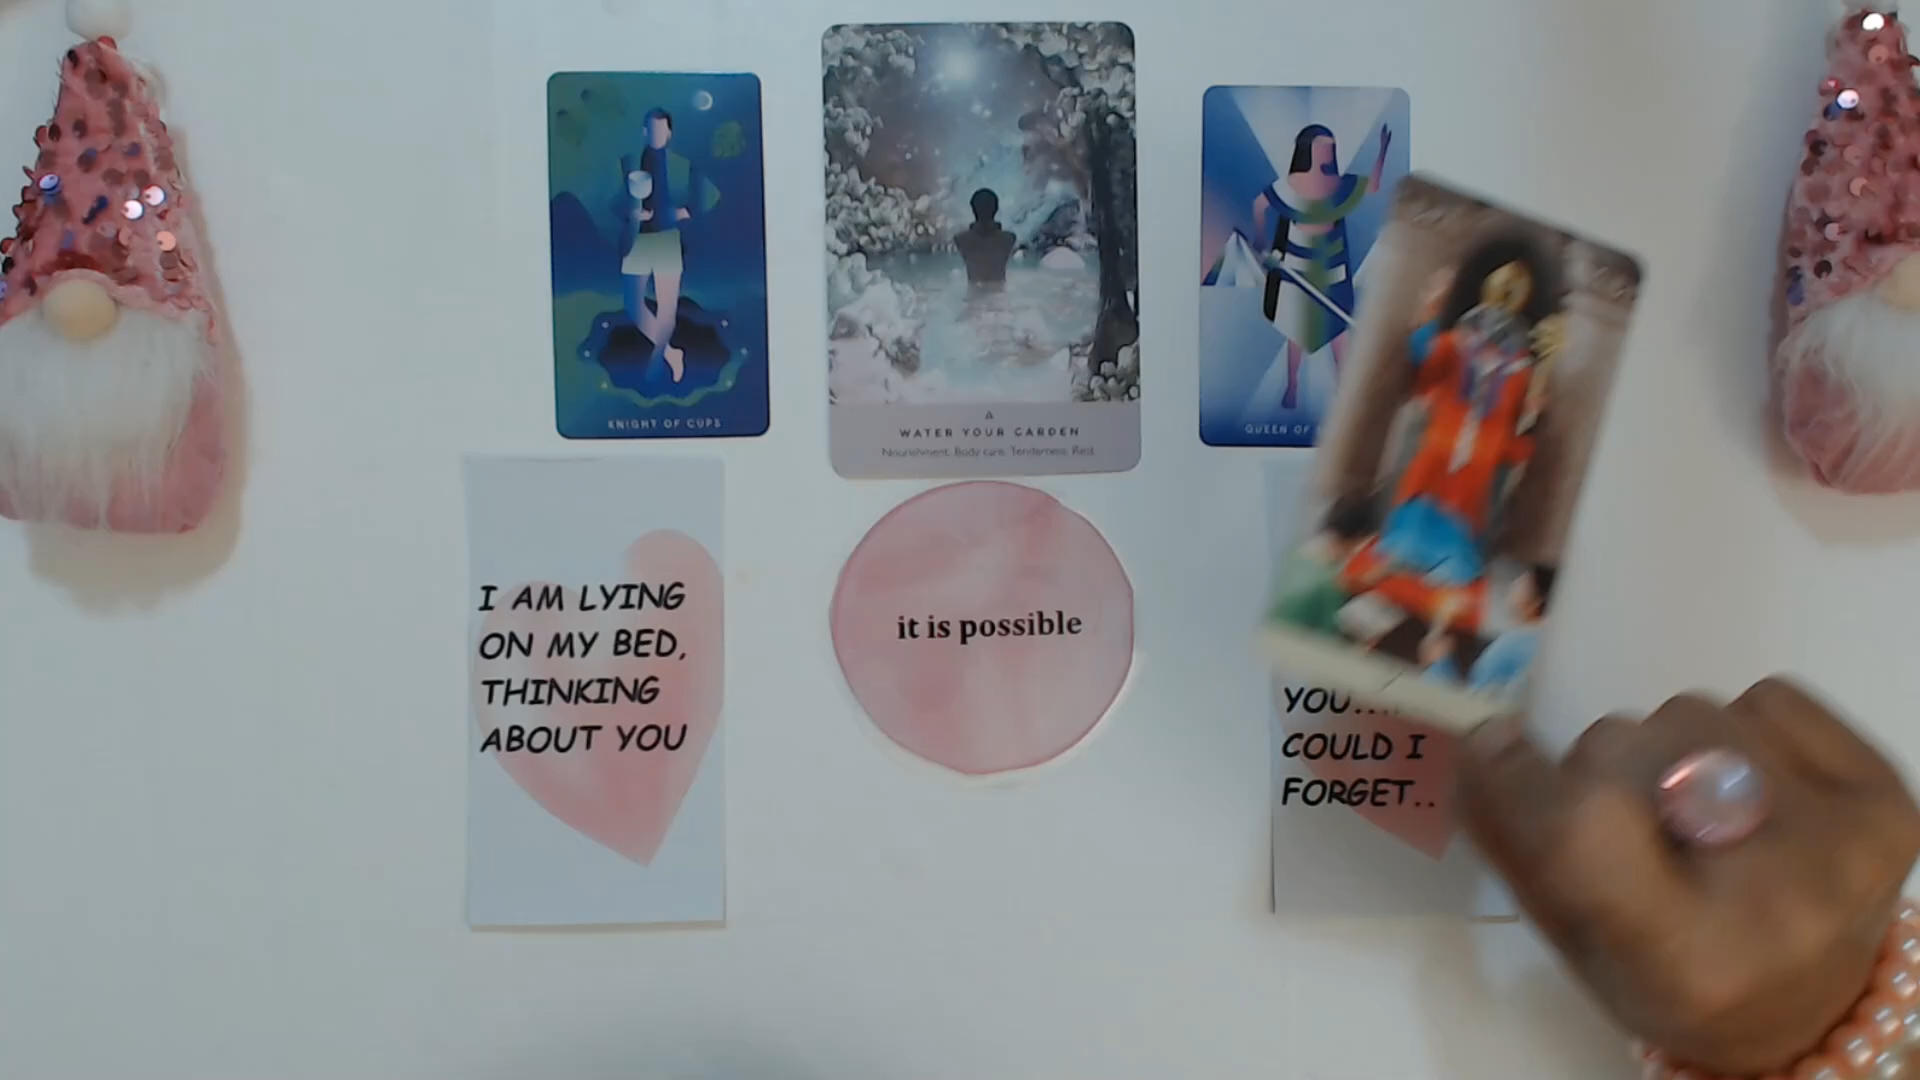 KNIGHT OF CUPS
WATER YOUR GARDEN
Nourishment. Body care. Tenderness. Rest.
QUEEN OF
I AM LYING
ON MY BED,
THINKING
ABOUT YOU
it is possible
YOU....
COULD I
FORGET..